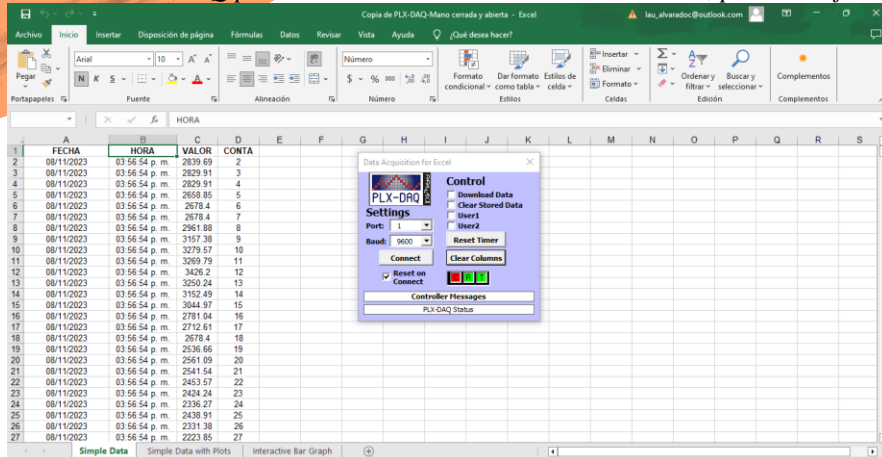 Copia de PLX-DAQ-Mano cerrada y abierta - Excel
lau_alvaradoc@outlook.com
Archivo Inicio Insertar Disposición de página Fórmulas Datos Revisar Vista Ayuda ¿Qué desea hacer?
Pegar
Arial 10 A A
N K S A
Número
$ % 000
Formato condicional
Dar formato como tabla
Estilos de celda
Insertar
Eliminar
Formato
Ordenar y filtrar
Buscar y seleccionar
Complementos
Portapapeles Fuente Alineación Número Estilos Celdas Edición Complementos
fx HORA
A B C D E F G H I J K L M N O P Q R S
1 FECHA HORA VALOR CONTA
2 08/11/2023 03:56:54 p. m. 2839.69 2
3 08/11/2023 03:56:54 p. m. 2829.91 3
4 08/11/2023 03:56:54 p. m. 2829.91 4
5 08/11/2023 03:56:54 p. m. 2658.85 5
6 08/11/2023 03:56:54 p. m. 2678.4 6
7 08/11/2023 03:56:54 p. m. 2678.4 7
8 08/11/2023 03:56:54 p. m. 2961.88 8
9 08/11/2023 03:56:54 p. m. 3157.38 9
10 08/11/2023 03:56:54 p. m. 3279.57 10
11 08/11/2023 03:56:54 p. m. 3269.79 11
12 08/11/2023 03:56:54 p. m. 3426.2 12
13 08/11/2023 03:56:54 p. m. 3250.24 13
14 08/11/2023 03:56:54 p. m. 3152.49 14
15 08/11/2023 03:56:54 p. m. 3044.97 15
16 08/11/2023 03:56:54 p. m. 2781.04 16
17 08/11/2023 03:56:54 p. m. 2712.61 17
18 08/11/2023 03:56:54 p. m. 2678.4 18
19 08/11/2023 03:56:54 p. m. 2536.66 19
20 08/11/2023 03:56:54 p. m. 2561.09 20
21 08/11/2023 03:56:54 p. m. 2541.54 21
22 08/11/2023 03:56:54 p. m. 2453.57 22
23 08/11/2023 03:56:54 p. m. 2424.24 23
24 08/11/2023 03:56:54 p. m. 2336.27 24
25 08/11/2023 03:56:54 p. m. 2438.91 25
26 08/11/2023 03:56:54 p. m. 2331.38 26
27 08/11/2023 03:56:54 p. m. 2223.85 27
Data Acquisition for Excel
PLX-DAQ
Control
Download Data
Clear Stored Data
User1
User2
Settings
Port: 1
Baud: 9600
Reset Timer
Connect
Clear Columns
Reset on Connect
C R T
Controller Messages
PLX-DAQ Status
Simple Data Simple Data with Plots Interactive Bar Graph